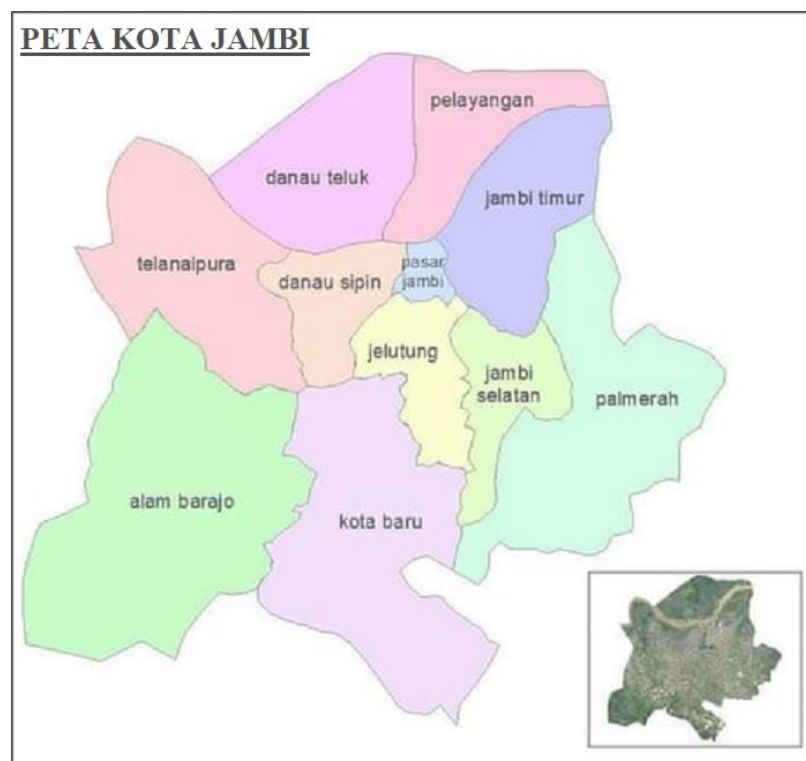 PETA KOTA JAMBI
pelayangan
danau teluk
jambi timur
telanaipura
danau sipin
pasar
jambi
jelutung
jambi
selatan
palmerah
alam barajo
kota baru